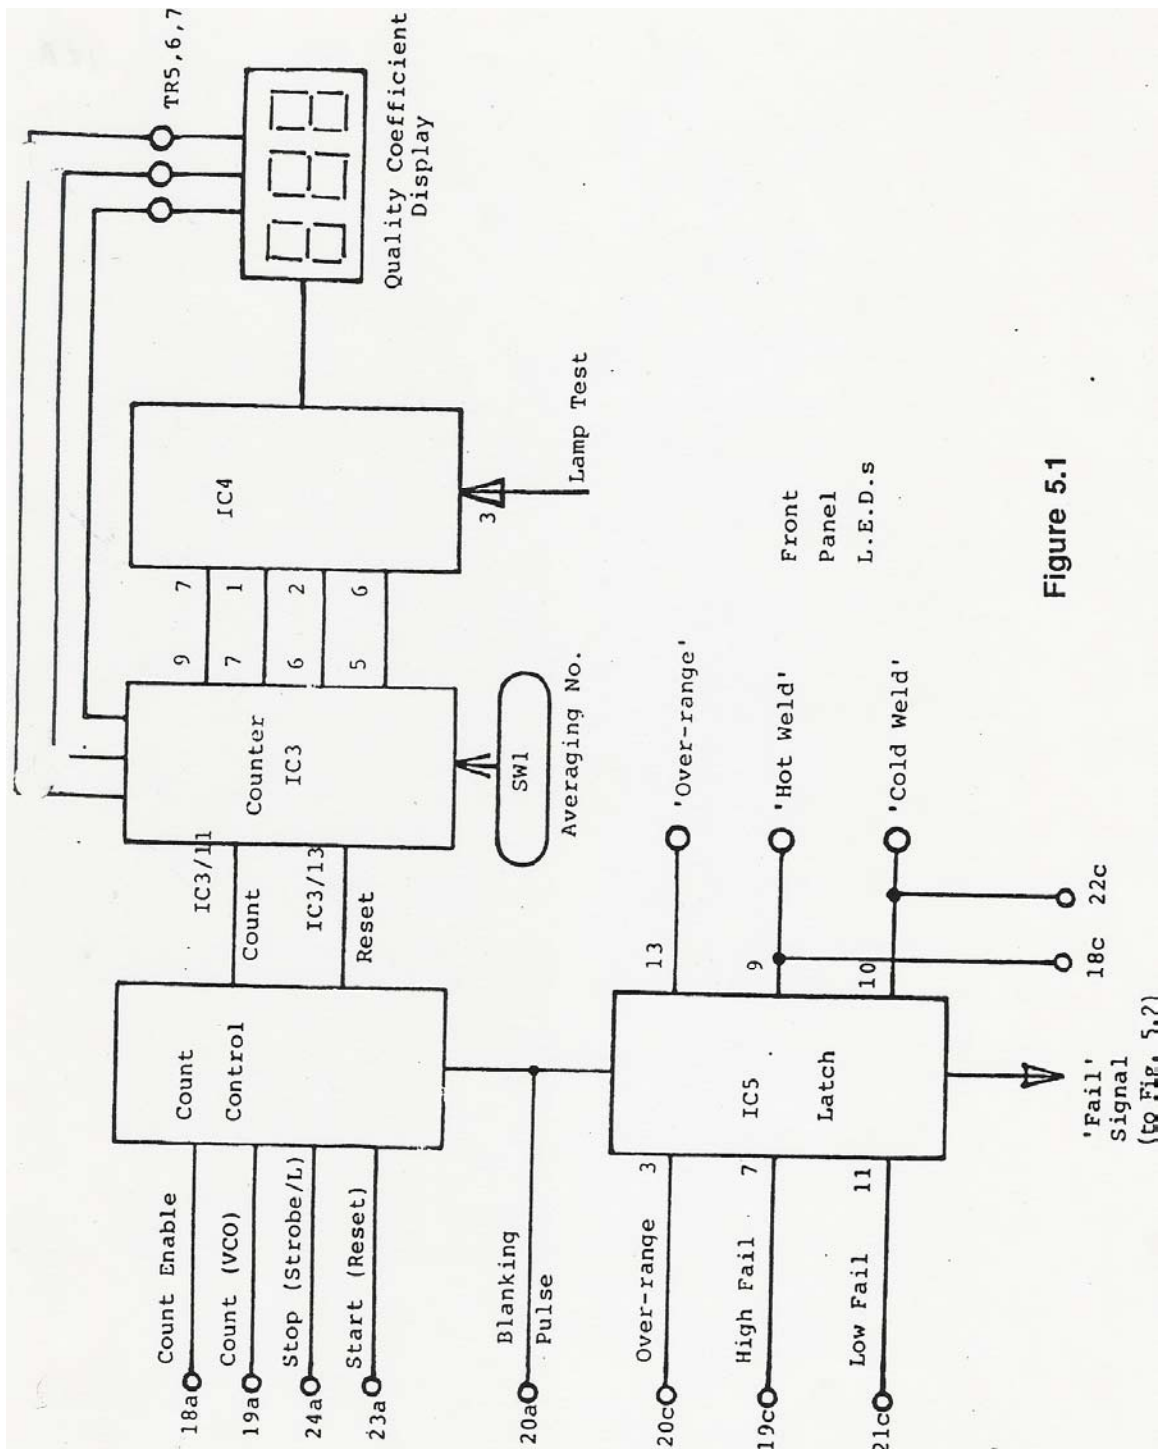 TR5,6,7
Quality Coefficient
Display
IC4
7
1
2
6
3
Lamp Test
9
7
6
5
Counter
IC3
SW1
Averaging No.
IC3/11
Count
IC3/13
Reset
Count
Control
Count Enable
Count (VCO)
Stop (Strobe/L)
Start (Reset)
18a
19a
24a
23a
Blanking
Pulse
20a
Over-range
High Fail
Low Fail
20c
19c
21c
3
7
11
IC5
Latch
13
9
10
'Over-range'
'Hot Weld'
'Cold Weld'
Front
Panel
L.E.D.s
18c
22c
'Fail'
Signal
(to Fig. 5.2)
Figure 5.1